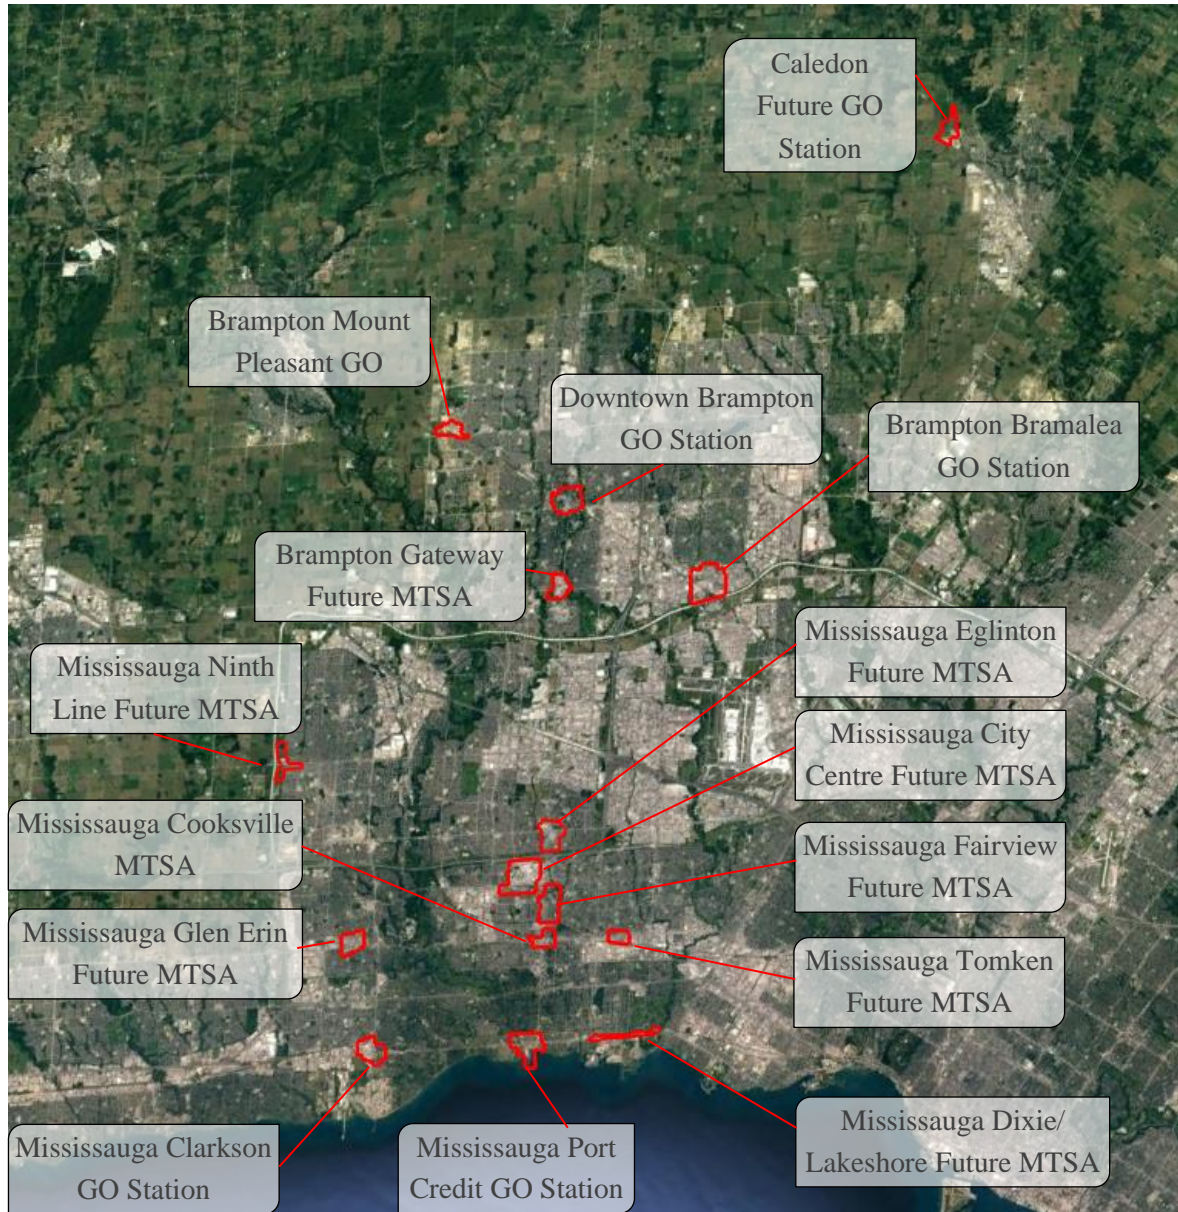 Caledon
Future GO
Station
Brampton Mount
Pleasant GO
Downtown Brampton
GO Station
Brampton Bramalea
GO Station
Brampton Gateway
Future MTSA
Mississauga Eglinton
Future MTSA
Mississauga Ninth
Line Future MTSA
Mississauga City
Centre Future MTSA
Mississauga Cooksville
MTSA
Mississauga Fairview
Future MTSA
Mississauga Glen Erin
Future MTSA
Mississauga Tomken
Future MTSA
Mississauga Clarkson
GO Station
Mississauga Port
Credit GO Station
Mississauga Dixie/
Lakeshore Future MTSA